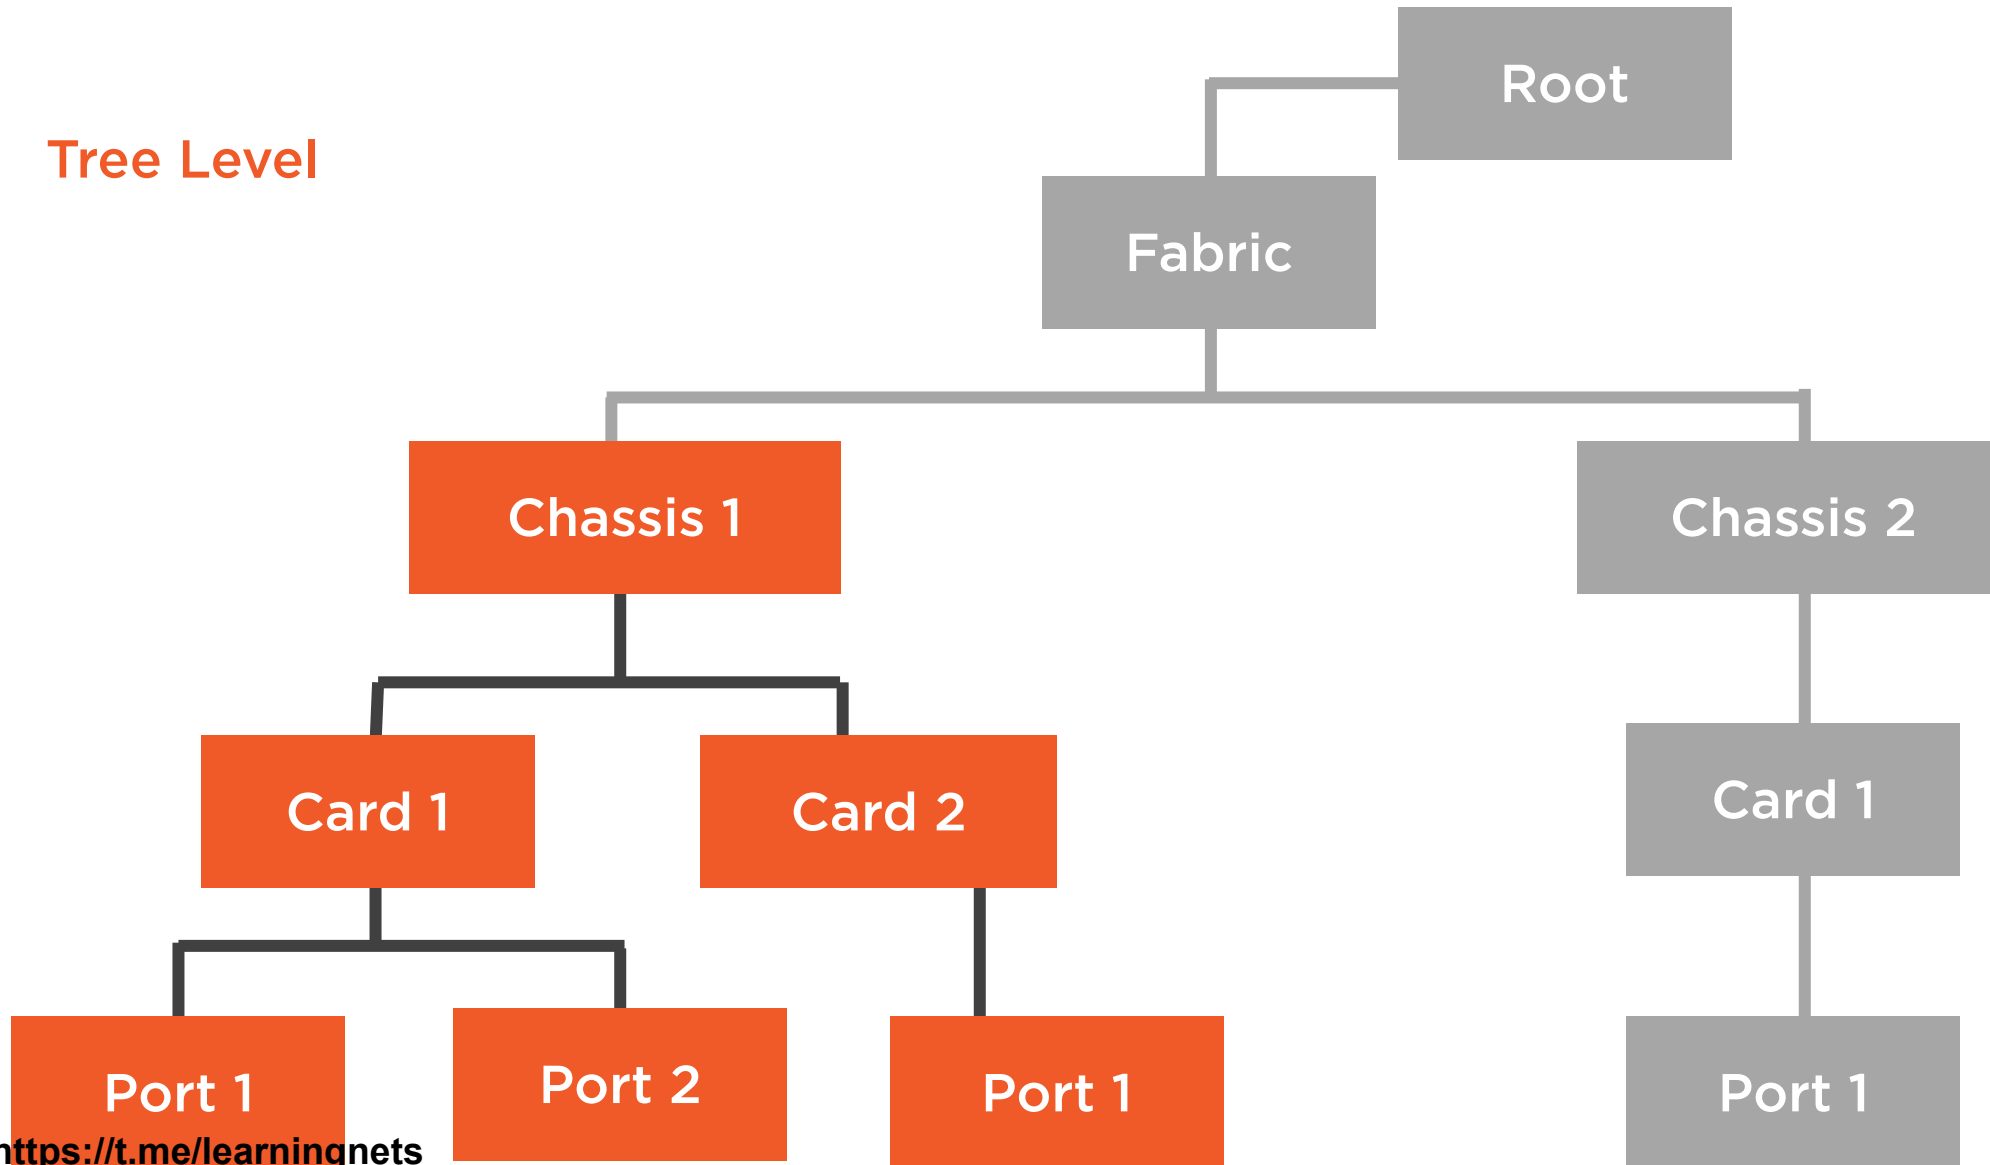 Root
Tree Level
Fabric
Chassis 1
Chassis 2
Card 1
Card 2
Card 1
Port 1
Port 2
Port 1
Port 1
https://t.me/learningnets